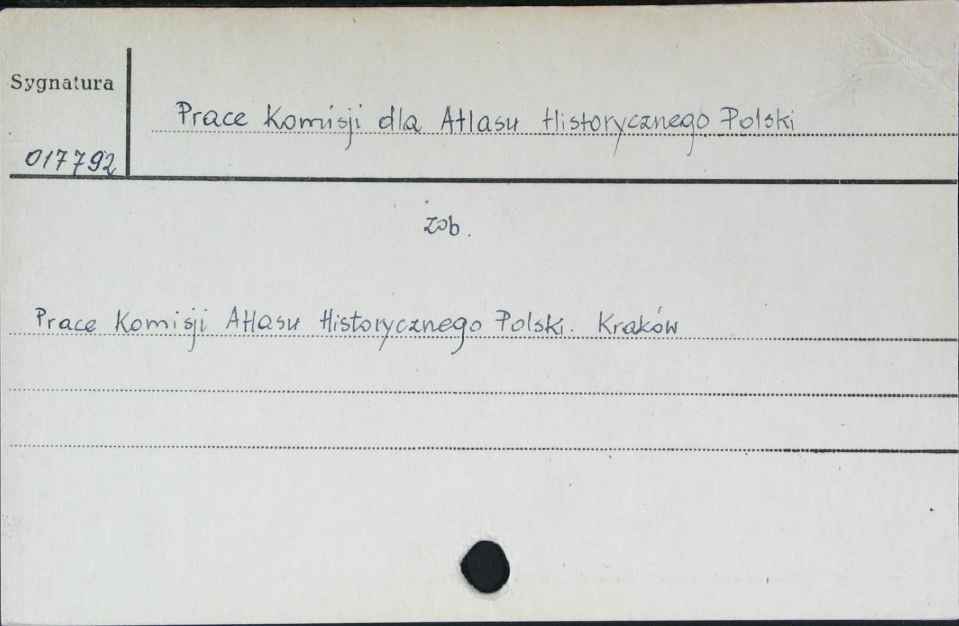 Sygnatura
Prace Komisji dla Atlasu Historycznego Polski
017792
zob.
Prace Komisji Atlasu Historycznego Polski. Kraków